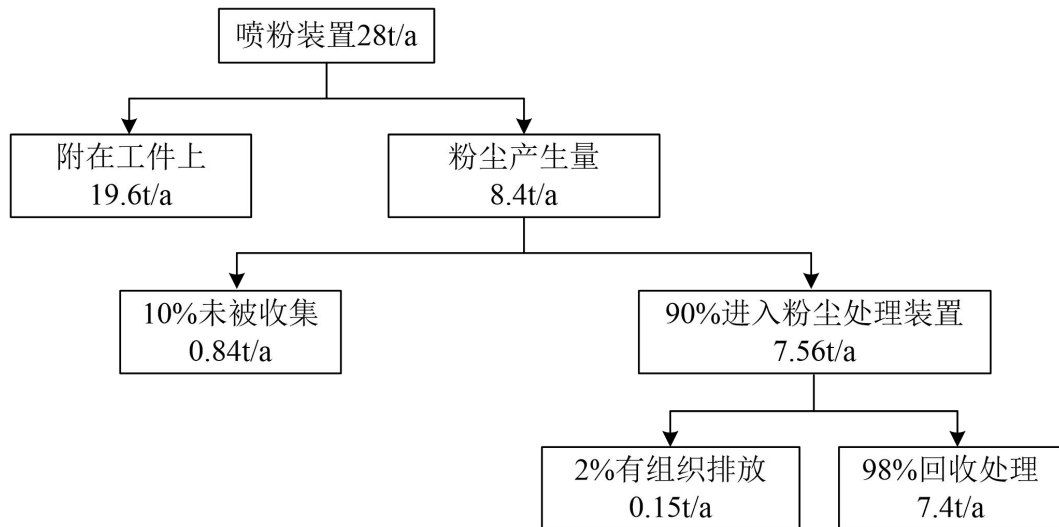 喷粉装置28t/a
附在工件上
19.6t/a
粉尘产生量
8.4t/a
10%未被收集
0.84t/a
90%进入粉尘处理装置
7.56t/a
2%有组织排放
0.15t/a
98%回收处理
7.4t/a